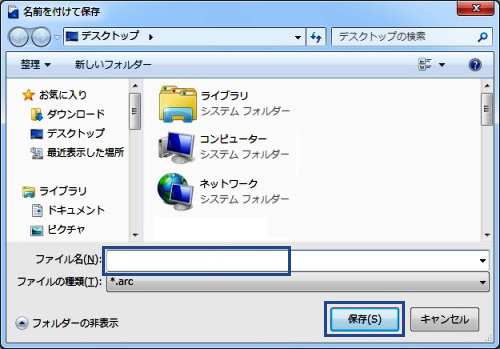 名前を付けて保存
デスクトップ
デスクトップの検索
整理 新しいフォルダー
お気に入り
ダウンロード
デスクトップ
最近表示した場所
ライブラリ
ドキュメント
ピクチャ
ライブラリ
システム フォルダー
コンピューター
システム フォルダー
ネットワーク
システム フォルダー
ファイル名(N):
ファイルの種類(T): *.arc
フォルダーの非表示
保存(S) キャンセル